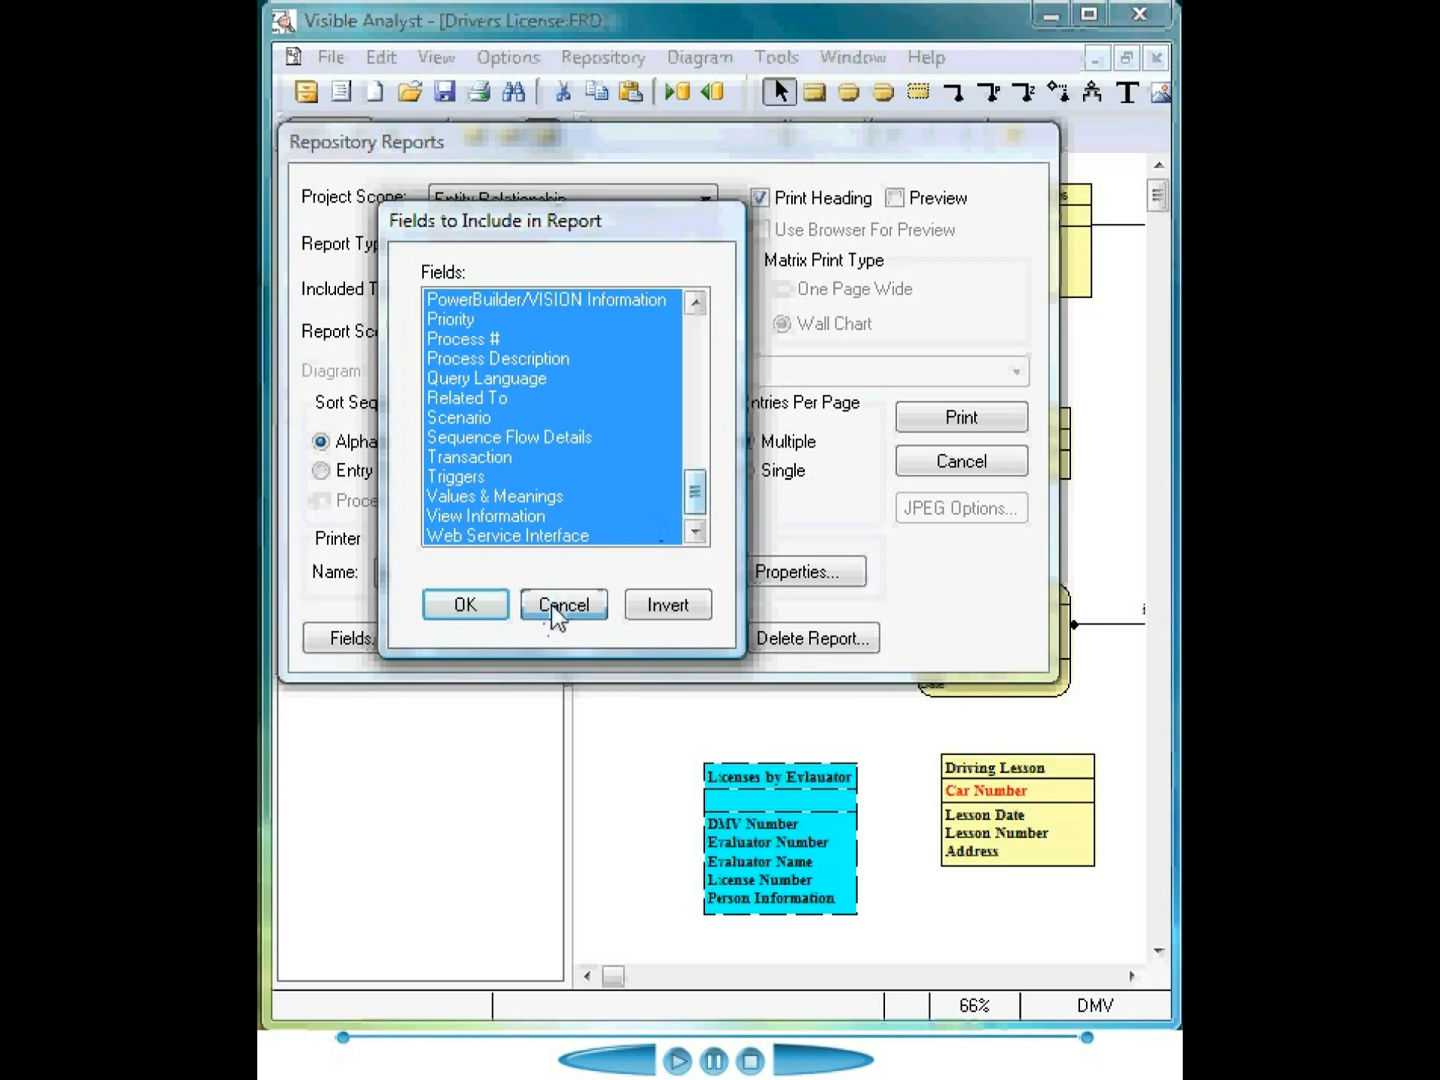 Visible Analyst - [Drivers License:FRD]
File Edit View Options Repository Diagram Tools Window Help
Repository Reports
Project Scope: Entity Relationship
Print Heading Preview
Fields to Include in Report
Use Browser For Preview
Report Typ
Matrix Print Type
Fields:
Included T
One Page Wide
PowerBuilder/VISION Information
Priority
Report Sco
Wall Chart
Process #
Process Description
Diagram
Query Language
Related To
Sort Seq
ntries Per Page
Scenario
Print
Sequence Flow Details
Alpha
Multiple
Transaction
Cancel
Entry
Single
Triggers
Values & Meanings
Proce
JPEG Options...
View Information
Web Service Interface
Printer
Name:
Properties...
OK Cancel Invert
Fields.
Delete Report...
Date
Licenses by Evlauator
DMV Number
Evaluator Number
Evaluator Name
License Number
Person Information
Driving Lesson
Car Number
Lesson Date
Lesson Number
Address
66% DMV